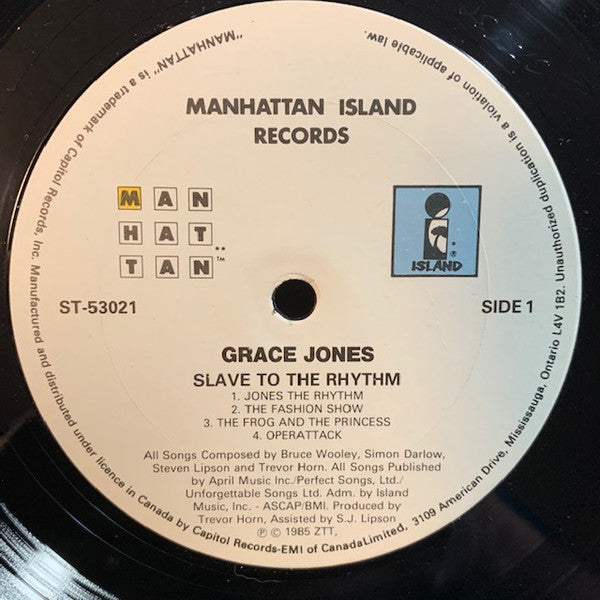 MANHATTAN ISLAND
RECORDS
M A N
H A T..
T A N™
i
®
ISLAND
ST-53021
SIDE 1
GRACE JONES
SLAVE TO THE RHYTHM
1. JONES THE RHYTHM
2. THE FASHION SHOW
3. THE FROG AND THE PRINCESS
4. OPERATTACK
All Songs Composed by Bruce Wooley, Simon Darlow,
Steven Lipson and Trevor Horn. All Songs Published
by April Music Inc./Perfect Songs, Ltd./
Unforgettable Songs Ltd. Adm. by Island
Music, Inc. - ASCAP/BMI. Produced by
Trevor Horn, Assisted by S.J. Lipson
℗ © 1985 ZTT,
"MANHATTAN" is a trademark of Capitol Records, Inc. Manufactured and distributed under licence in Canada by Capitol Records-EMI of Canada Limited, 3109 American Drive, Mississauga, Ontario L4V 1B2. Unauthorized duplication is a violation of applicable law.